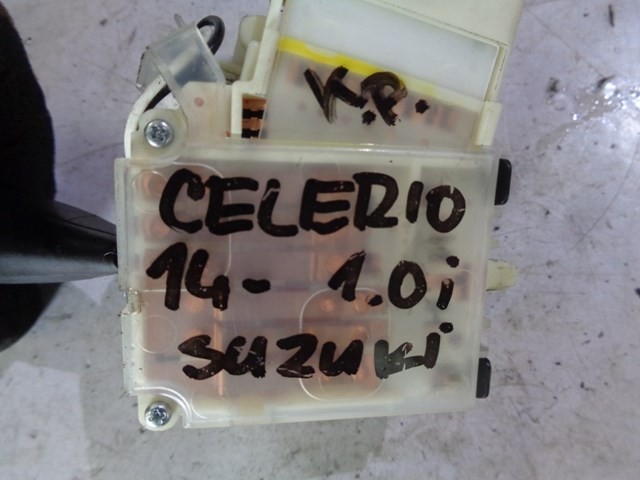 K.P.
CELERIO
14- 1.0i
suzuki